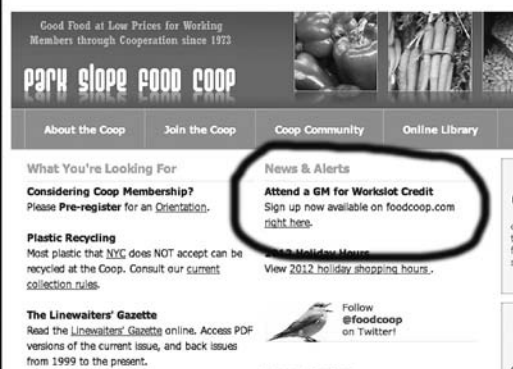 Good Food at Low Prices for Working
Members through Cooperation since 1973
PARK SLOPE FOOD COOP
About the Coop
Join the Coop
Coop Community
Online Library
What You're Looking For
Considering Coop Membership?
Please Pre-register for an Orientation.
Plastic Recycling
Most plastic that NYC does NOT accept can be
recycled at the Coop. Consult our current
collection rules.
The Linewaiters' Gazette
Read the Linewaiters' Gazette online. Access PDF
versions of the current issue, and back issues
from 1999 to the present.
News & Alerts
Attend a GM for Workslot Credit
Sign up now available on foodcoop.com
right here.
2012 Holiday Hours
View 2012 holiday shopping hours .
Follow
@foodcoop
on Twitter!